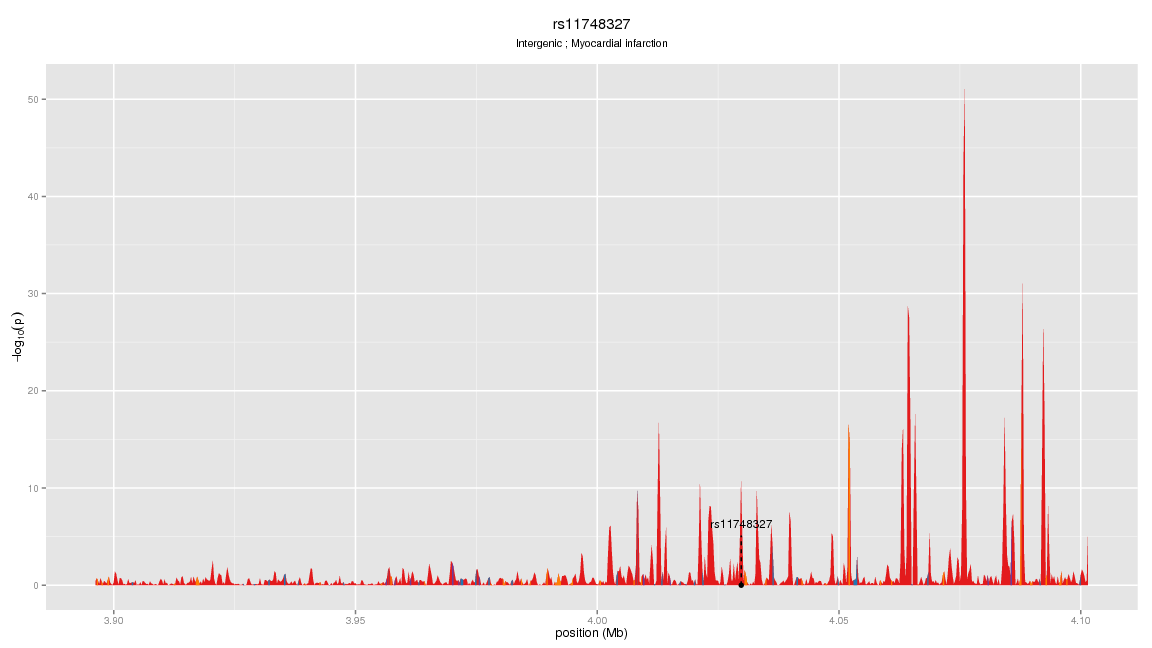 rs11748327
Intergenic ; Myocardial infarction
50
40
30
20
10
0
−log10(p)
rs11748327
3.90
3.95
4.00
4.05
4.10
position (Mb)